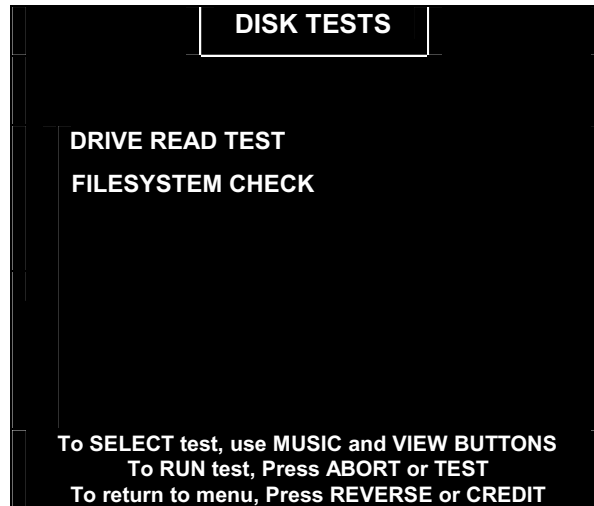 DISK TESTS
DRIVE READ TEST
FILESYSTEM CHECK
To SELECT test, use MUSIC and VIEW BUTTONS
To RUN test, Press ABORT or TEST
To return to menu, Press REVERSE or CREDIT